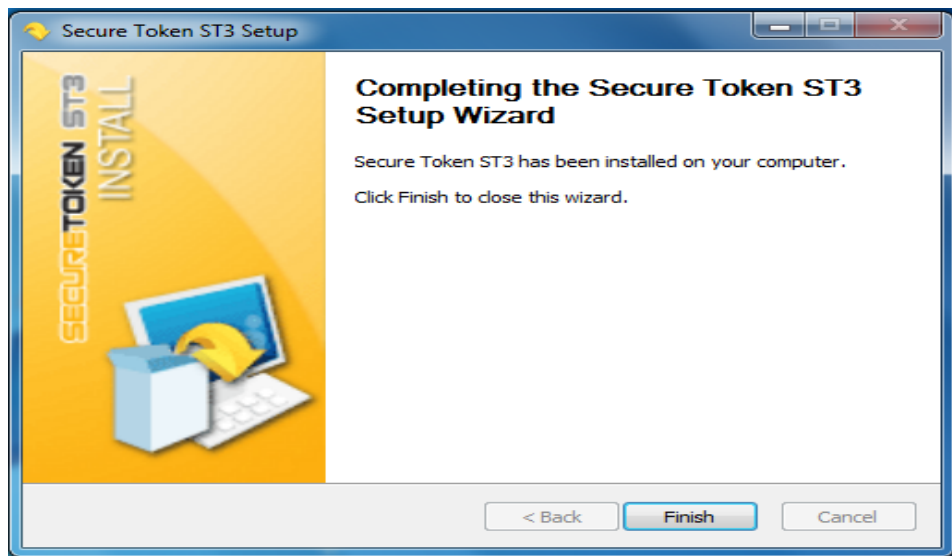 Secure Token ST3 Setup
SECURETOKEN ST3
INSTALL
Completing the Secure Token ST3
Setup Wizard
Secure Token ST3 has been installed on your computer.
Click Finish to close this wizard.
< Back
Finish
Cancel